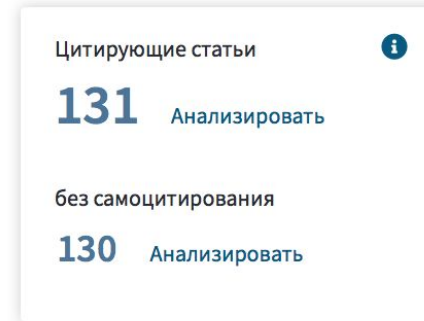 Цитирующие статьи
131 Анализировать
без самоцитирования
130 Анализировать